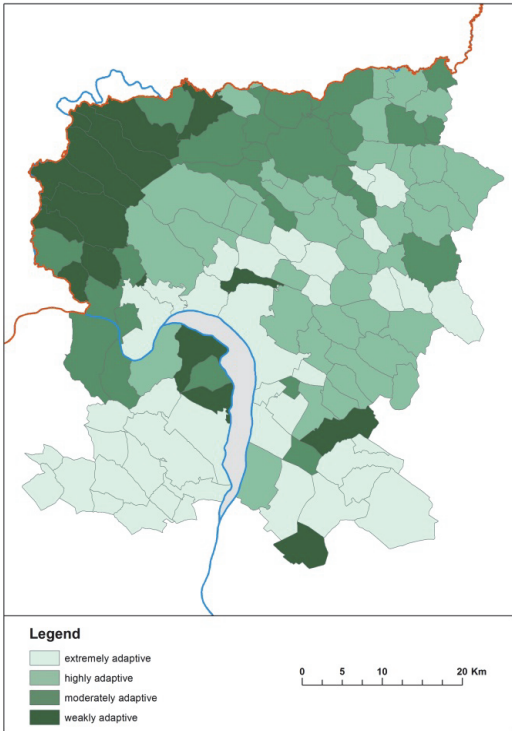 Legend
extremely adaptive
highly adaptive
moderately adaptive
weakly adaptive
0 5 10 20 Km